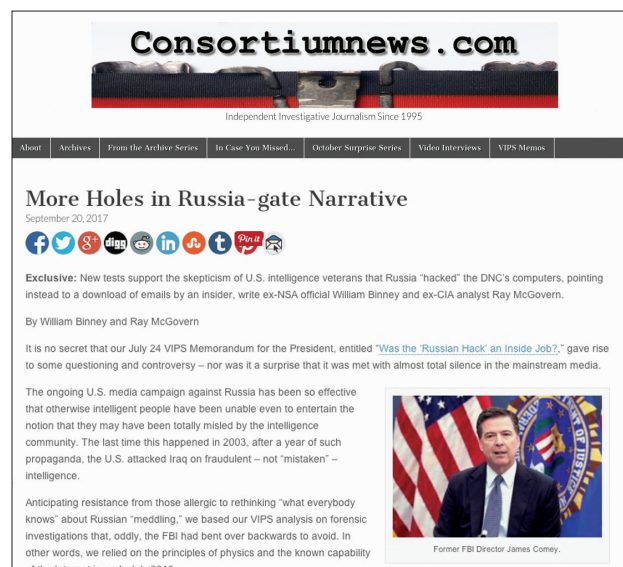 Consortiumnews.com
Independent Investigative Journalism Since 1995
About Archives From the Archive Series In Case You Missed... October Surprise Series Video Interviews VIPS Memos
More Holes in Russia-gate Narrative
September 20, 2017
g+ digg in t Pin it
Exclusive: New tests support the skepticism of U.S. intelligence veterans that Russia “hacked” the DNC’s computers, pointing
instead to a download of emails by an insider, write ex-NSA official William Binney and ex-CIA analyst Ray McGovern.
By William Binney and Ray McGovern
It is no secret that our July 24 VIPS Memorandum for the President, entitled “Was the ‘Russian Hack’ an Inside Job?,” gave rise
to some questioning and controversy – nor was it a surprise that it was met with almost total silence in the mainstream media.
The ongoing U.S. media campaign against Russia has been so effective
that otherwise intelligent people have been unable even to entertain the
notion that they may have been totally misled by the intelligence
community. The last time this happened in 2003, after a year of such
propaganda, the U.S. attacked Iraq on fraudulent – not “mistaken” –
intelligence.
Anticipating resistance from those allergic to rethinking “what everybody
knows” about Russian “meddling,” we based our VIPS analysis on forensic
investigations that, oddly, the FBI had bent over backwards to avoid. In
other words, we relied on the principles of physics and the known capability
Former FBI Director James Comey.